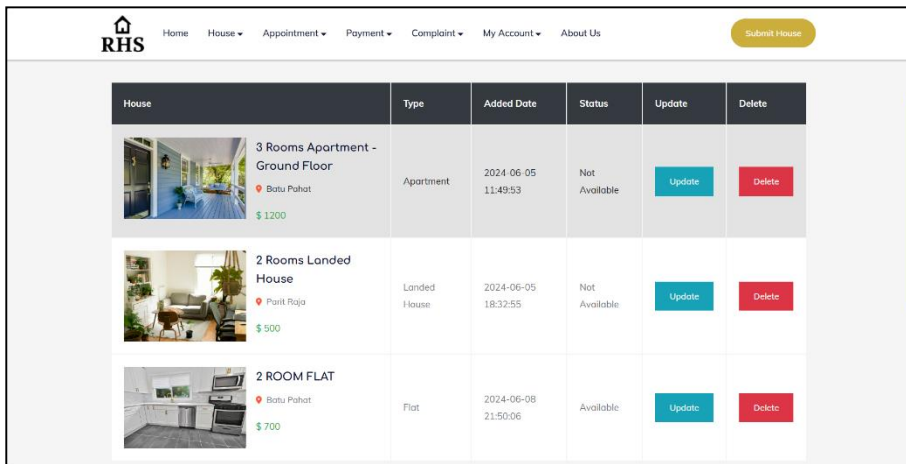 RHS
Home House Appointment Payment Complaint My Account About Us Submit House
House Type Added Date Status Update Delete
3 Rooms Apartment -
Ground Floor
Batu Pahat
$ 1200
Apartment
2024-06-05
11:49:53
Not
Available
Update
Delete
2 Rooms Landed
House
Parit Raja
$ 500
Landed
House
2024-06-05
18:32:55
Not
Available
Update
Delete
2 ROOM FLAT
Batu Pahat
$ 700
Flat
2024-06-08
21:50:06
Available
Update
Delete